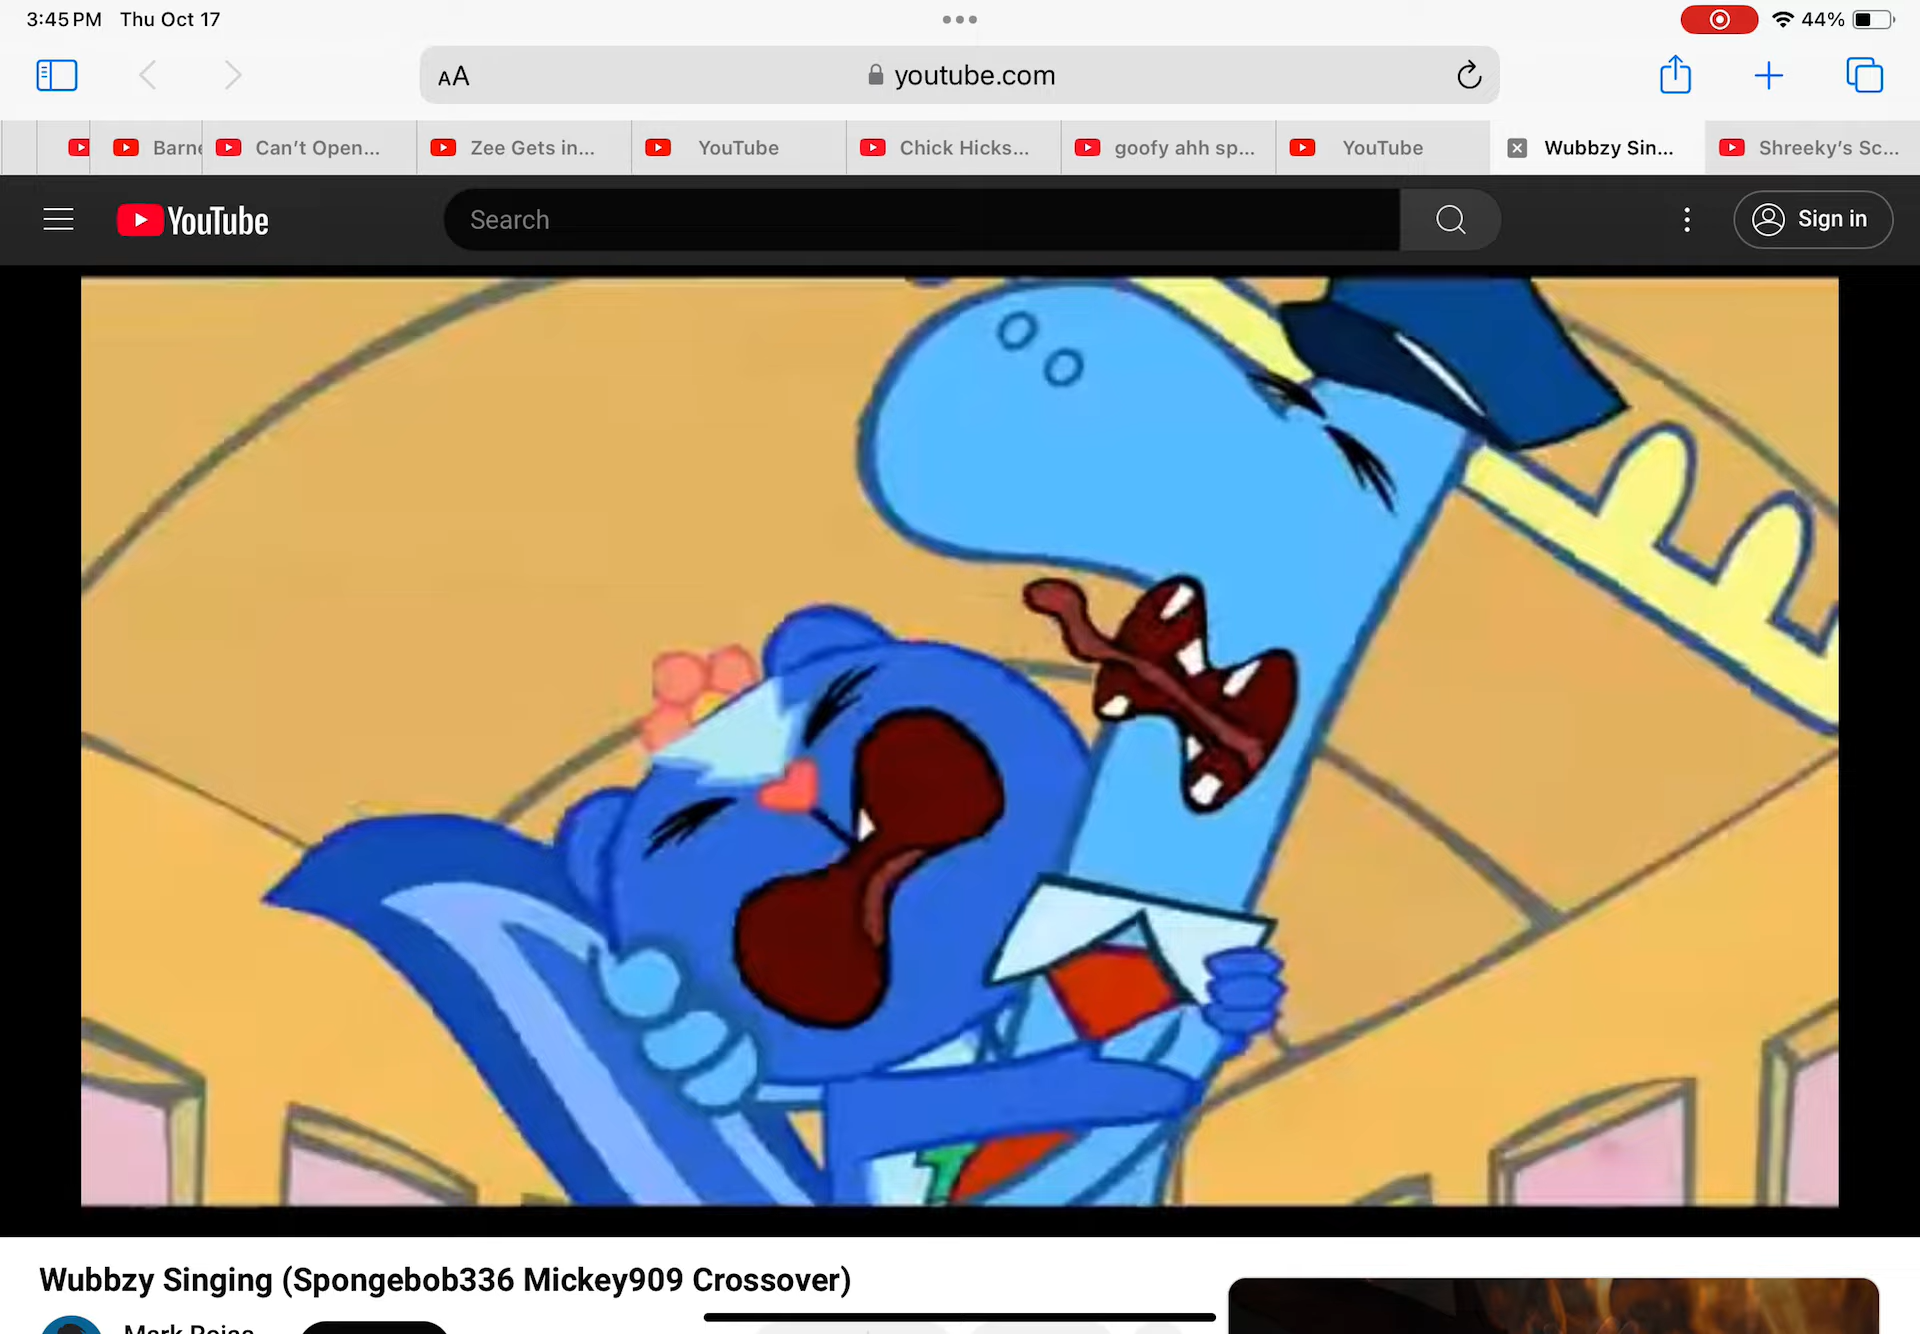 3:45 PM Thu Oct 17
44%
AA
youtube.com
Can't Open...
Zee Gets in...
YouTube
Chick Hicks...
goofy ahh sp...
YouTube
Wubbzy Sin...
Shreeky's Sc...
YouTube
Search
Sign in
Wubbzy Singing (Spongebob336 Mickey909 Crossover)